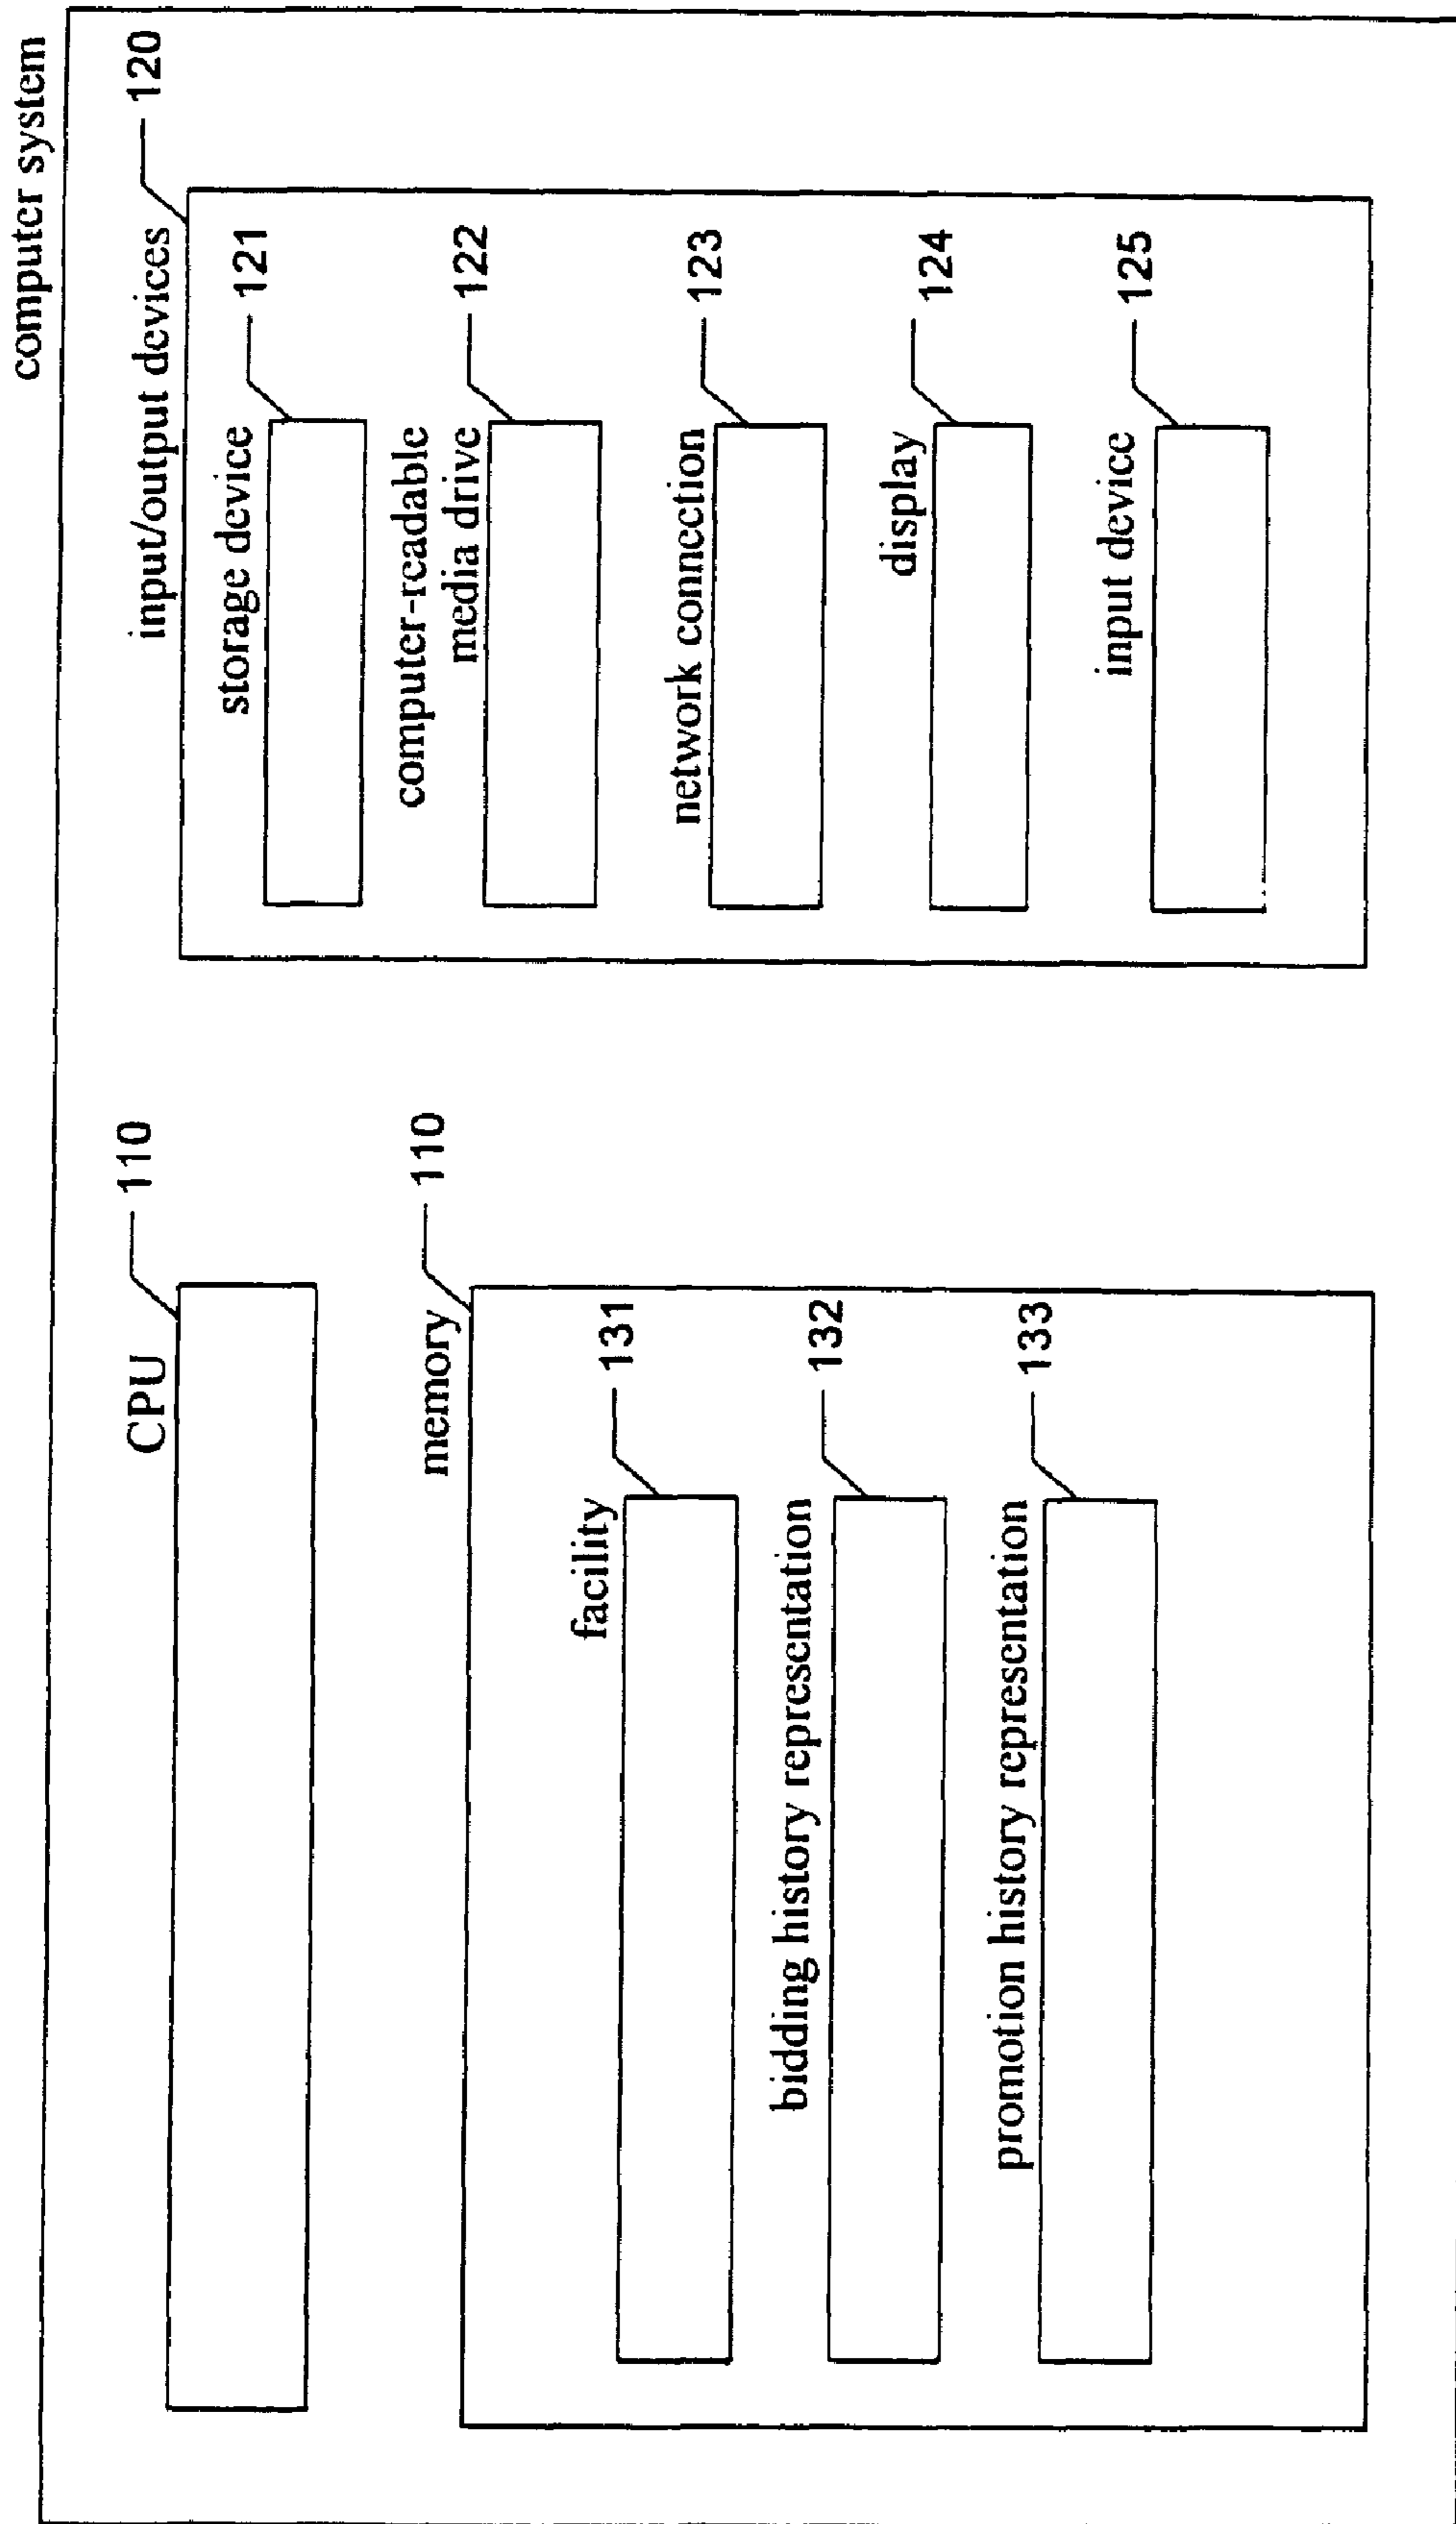 computer system
CPU
110
memory
110
facility
131
bidding history representation
132
promotion history representation
133
input/output devices
120
storage device
121
computer-readable
media drive
122
network connection
123
display
124
input device
125